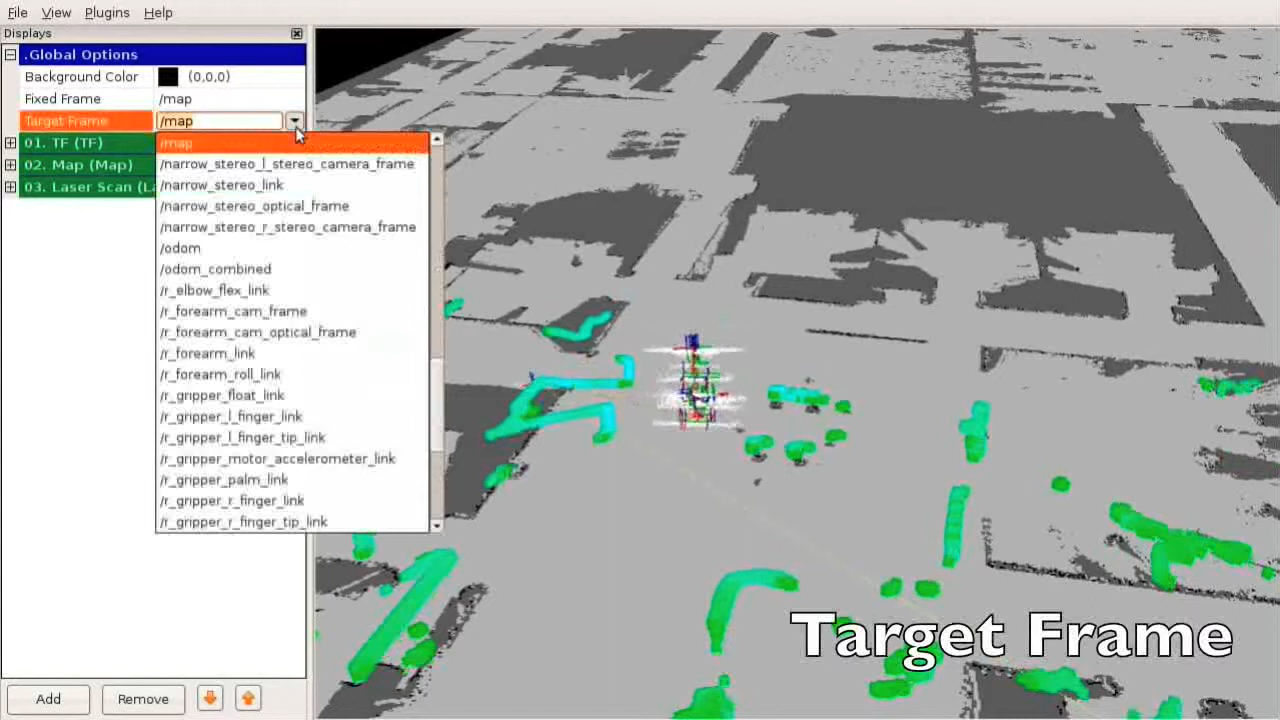 File View Plugins Help
Displays
.Global Options
Background Color (0,0,0)
Fixed Frame /map
Target Frame /map
01. TF (TF)
02. Map (Map)
03. Laser Scan (La
/map
/narrow_stereo_l_stereo_camera_frame
/narrow_stereo_link
/narrow_stereo_optical_frame
/narrow_stereo_r_stereo_camera_frame
/odom
/odom_combined
/r_elbow_flex_link
/r_forearm_cam_frame
/r_forearm_cam_optical_frame
/r_forearm_link
/r_forearm_roll_link
/r_gripper_float_link
/r_gripper_l_finger_link
/r_gripper_l_finger_tip_link
/r_gripper_motor_accelerometer_link
/r_gripper_palm_link
/r_gripper_r_finger_link
/r_gripper_r_finger_tip_link
Target Frame
Add Remove